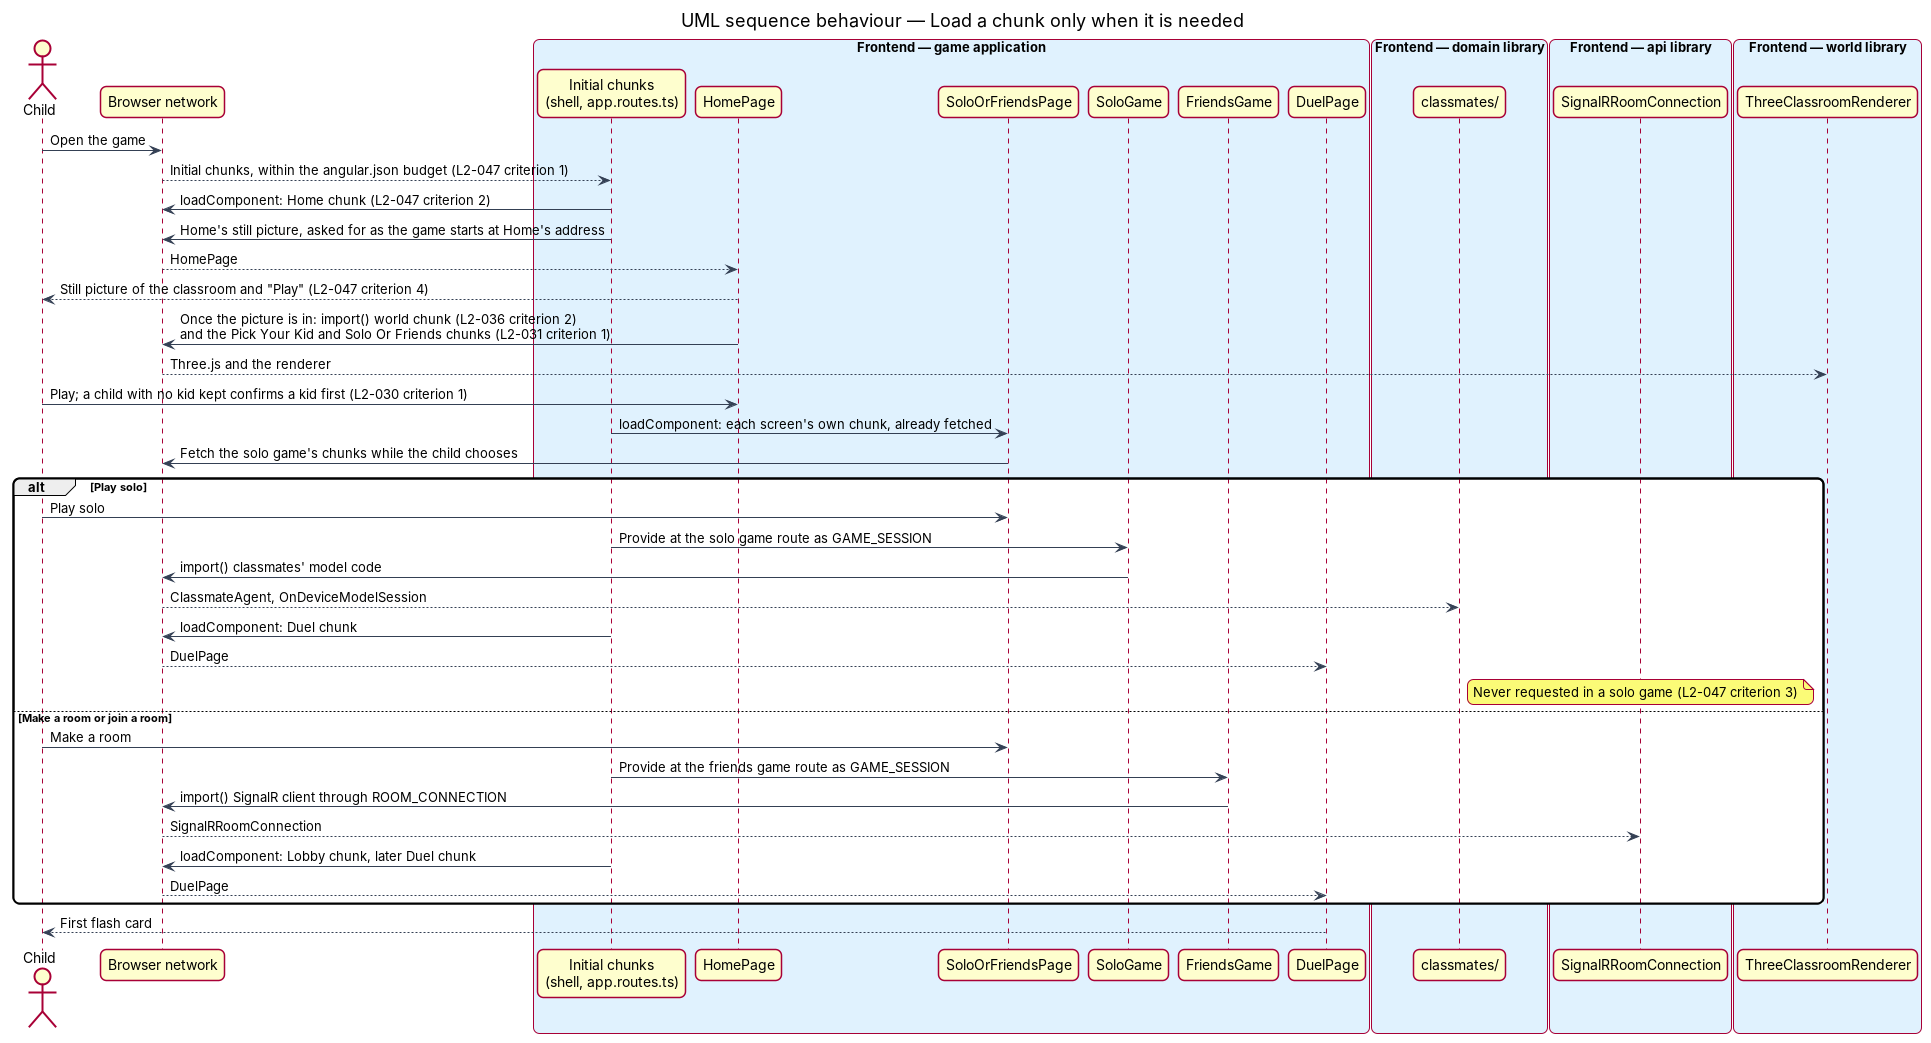 UML sequence behaviour — Load a chunk only when it is needed
Frontend — game application
Frontend — domain library
Frontend — api library
Frontend — world library
Child
Browser network
Initial chunks
(shell, app.routes.ts)
HomePage
SoloOrFriendsPage
SoloGame
FriendsGame
DuelPage
classmates/
SignalRRoomConnection
ThreeClassroomRenderer
Open the game
Initial chunks, within the angular.json budget (L2-047 criterion 1)
loadComponent: Home chunk (L2-047 criterion 2)
Home's still picture, asked for as the game starts at Home's address
HomePage
Still picture of the classroom and "Play" (L2-047 criterion 4)
Once the picture is in: import() world chunk (L2-036 criterion 2)
and the Pick Your Kid and Solo Or Friends chunks (L2-031 criterion 1)
Three.js and the renderer
Play; a child with no kid kept confirms a kid first (L2-030 criterion 1)
loadComponent: each screen's own chunk, already fetched
Fetch the solo game's chunks while the child chooses
alt
[Play solo]
Play solo
Provide at the solo game route as GAME_SESSION
import() classmates' model code
ClassmateAgent, OnDeviceModelSession
loadComponent: Duel chunk
DuelPage
Never requested in a solo game (L2-047 criterion 3)
[Make a room or join a room]
Make a room
Provide at the friends game route as GAME_SESSION
import() SignalR client through ROOM_CONNECTION
SignalRRoomConnection
loadComponent: Lobby chunk, later Duel chunk
DuelPage
First flash card
Child
Browser network
Initial chunks
(shell, app.routes.ts)
HomePage
SoloOrFriendsPage
SoloGame
FriendsGame
DuelPage
classmates/
SignalRRoomConnection
ThreeClassroomRenderer